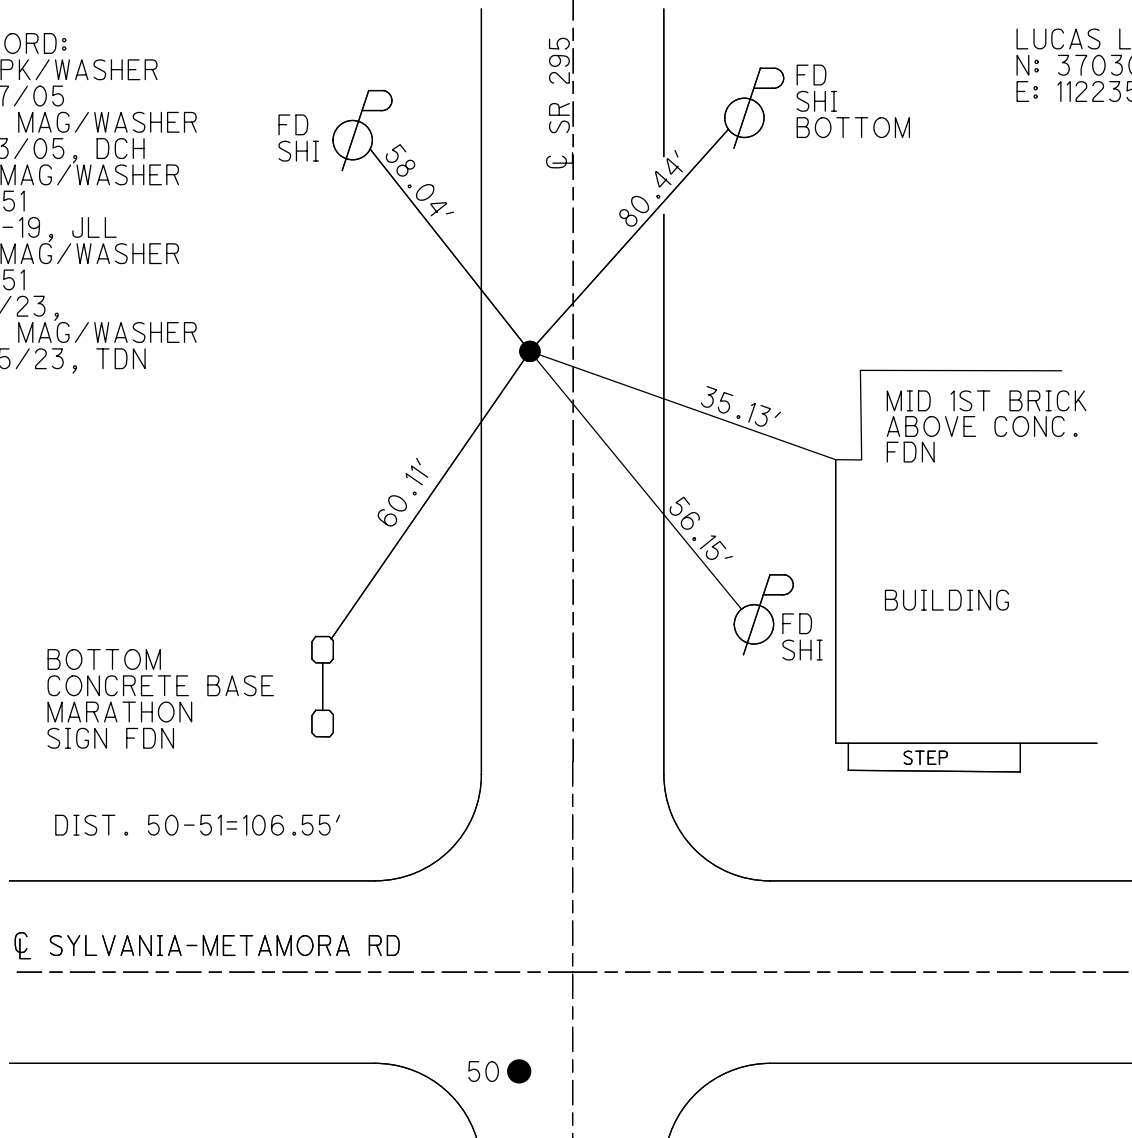 ORD:
PK/WASHER
7/05
MAG/WASHER
3/05, DCH
MAG/WASHER
51
-19, JLL
MAG/WASHER
51
/23,
MAG/WASHER
5/23, TDN
FD
SHI
58.04'
℄ SR 295
80.44'
FD
SHI
BOTTOM
LUCAS L
N: 37030
E: 112235
35.13'
MID 1ST BRICK
ABOVE CONC.
FDN
60.11'
56.15'
FD
SHI
BUILDING
STEP
BOTTOM
CONCRETE BASE
MARATHON
SIGN FDN
DIST. 50-51=106.55'
℄ SYLVANIA-METAMORA RD
50